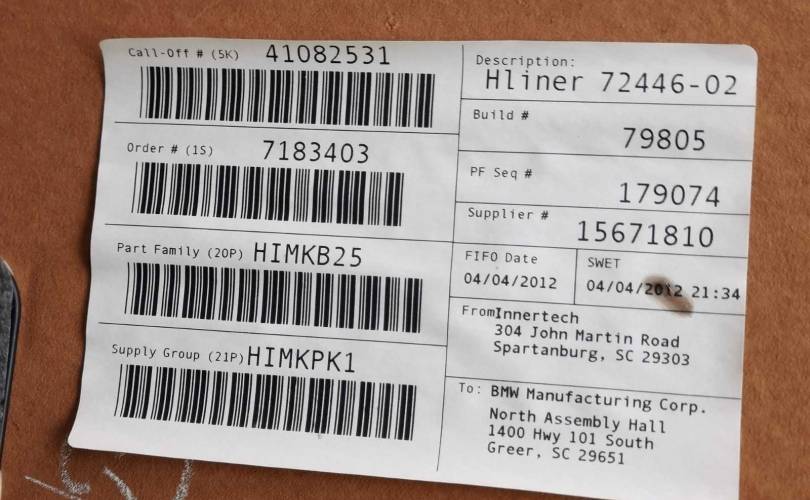 Call-Off # (5K) 41082531
Order # (1S) 7183403
Part Family (20P) HIMKB25
Supply Group (21P) HIMKPK1
Description:
Hliner 72446-02
Build #
79805
PF Seq #
179074
Supplier #
15671810
FIFO Date
04/04/2012
SWET
04/04/2012 21:34
From Innertech
304 John Martin Road
Spartanburg, SC 29303
To: BMW Manufacturing Corp.
North Assembly Hall
1400 Hwy 101 South
Greer, SC 29651